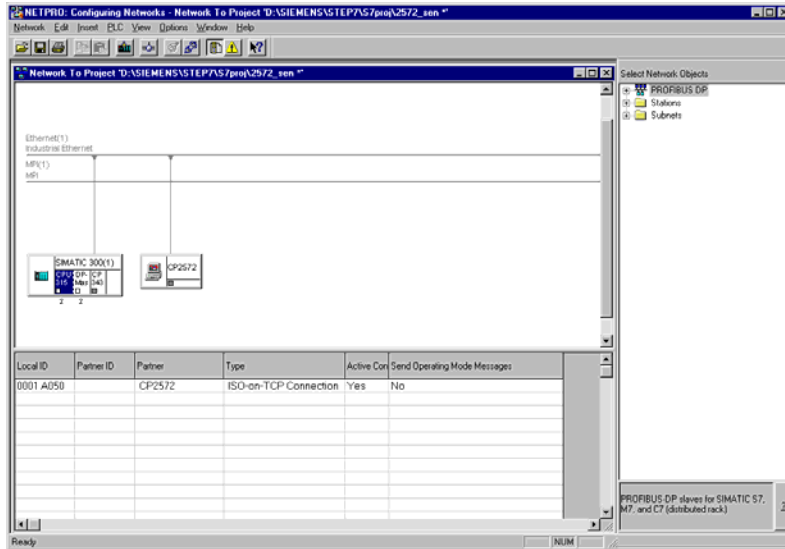 NETPRO: Configuring Networks - Network To Project 'D:\SIEMENS\STEP7\S7proj\2572_sen *'
Network Edit Insert PLC View Options Window Help
Network To Project 'D:\SIEMENS\STEP7\S7proj\2572_sen *'
Ethernet(1)
Industrial Ethernet
MPI(1)
MPI
SIMATIC 300(1)
CPU DP- CP
315 Mas 343
2 2
CP2572
Local ID Partner ID Partner Type Active Con Send Operating Mode Messages
0001 A050 CP2572 ISO-on-TCP Connection Yes No
Select Network Objects
PROFIBUS DP
Stations
Subnets
PROFIBUS-DP slaves for SIMATIC S7,
M7, and C7 (distributed rack)
Ready NUM